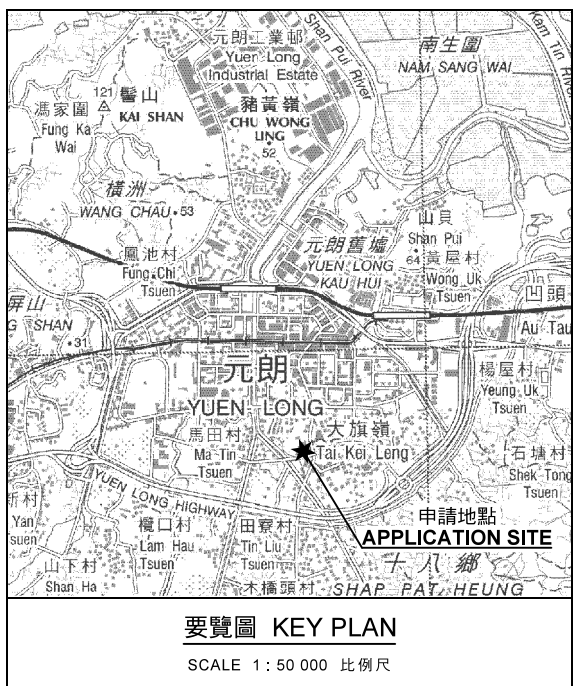 元朗工業邨
Yuen Long
Industrial Estate
Shan Pui River
Kam Tin River
南生圍
NAM SANG WAI
馮家圍
Fung Ka
Wai
121
髻山
KAI SHAN
豬黃嶺
CHU WONG
LING
52
橫洲
WANG CHAU
53
山貝
Shan Pui
64
黃屋村
Wong Uk
Tsuen
元朗舊墟
YUEN LONG
KAU HUI
鳳池村
Fung Chi
Tsuen
屏山
G SHAN
31
凹頭
Au Tau
元朗
YUEN LONG
楊屋村
Yeung Uk
Tsuen
馬田村
Ma Tin
Tsuen
大旗嶺
Tai Kei Leng
石塘村
Shek Tong
Tsuen
YUEN LONG HIGHWAY
新村
Yan
suen
欖口村
Lam Hau
Tsuen
田寮村
Tin Liu
Tsuen
申請地點
APPLICATION SITE
山下村
Shan Ha
木橋頭村
十八鄉
SHAP PAT HEUNG
要覽圖 KEY PLAN
SCALE 1 : 50 000 比例尺